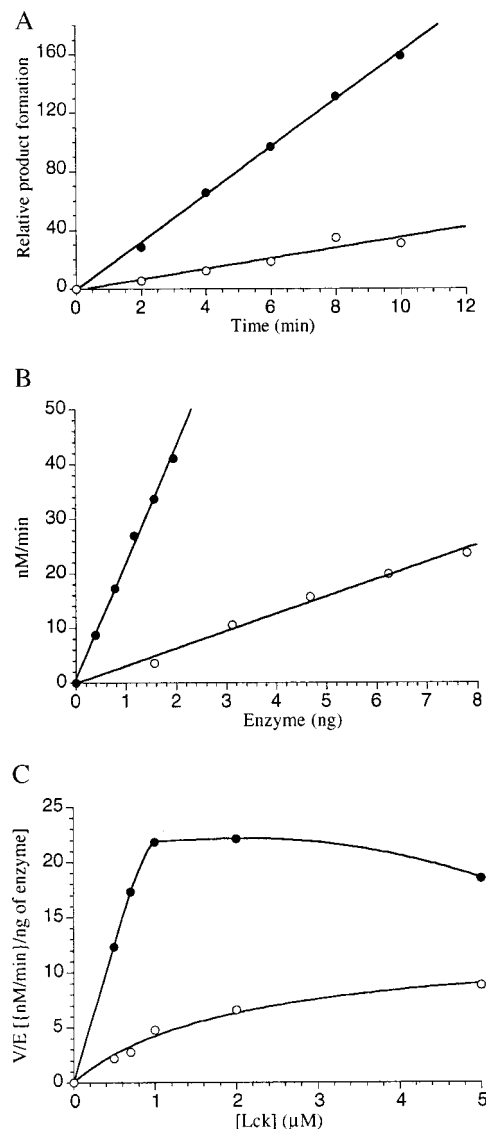 A
Relative product formation
160
120
80
40
0
0 2 4 6 8 10 12
Time (min)
B
nM/min
50
40
30
20
10
0
0 1 2 3 4 5 6 7 8
Enzyme (ng)
C
V/E [{nM/min}/ng of enzyme]
25
20
15
10
5
0
0 1 2 3 4 5
[Lck] (μM)